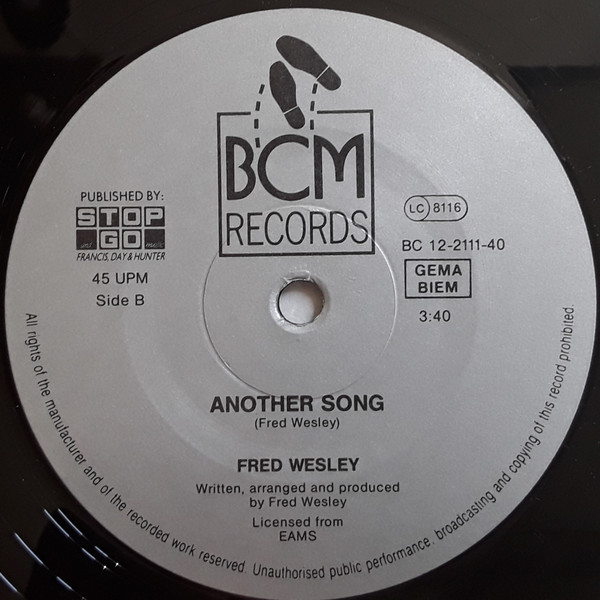 BCM
RECORDS
PUBLISHED BY:
STOP
and GO music
FRANCIS, DAY & HUNTER
45 UPM
Side B
LC 8116
BC 12-2111-40
GEMA
BIEM
3:40
ANOTHER SONG
(Fred Wesley)
FRED WESLEY
Written, arranged and produced
by Fred Wesley
Licensed from
EAMS
All rights of the manufacturer and of the recorded work reserved. Unauthorised public performance, broadcasting and copying of this record prohibited.